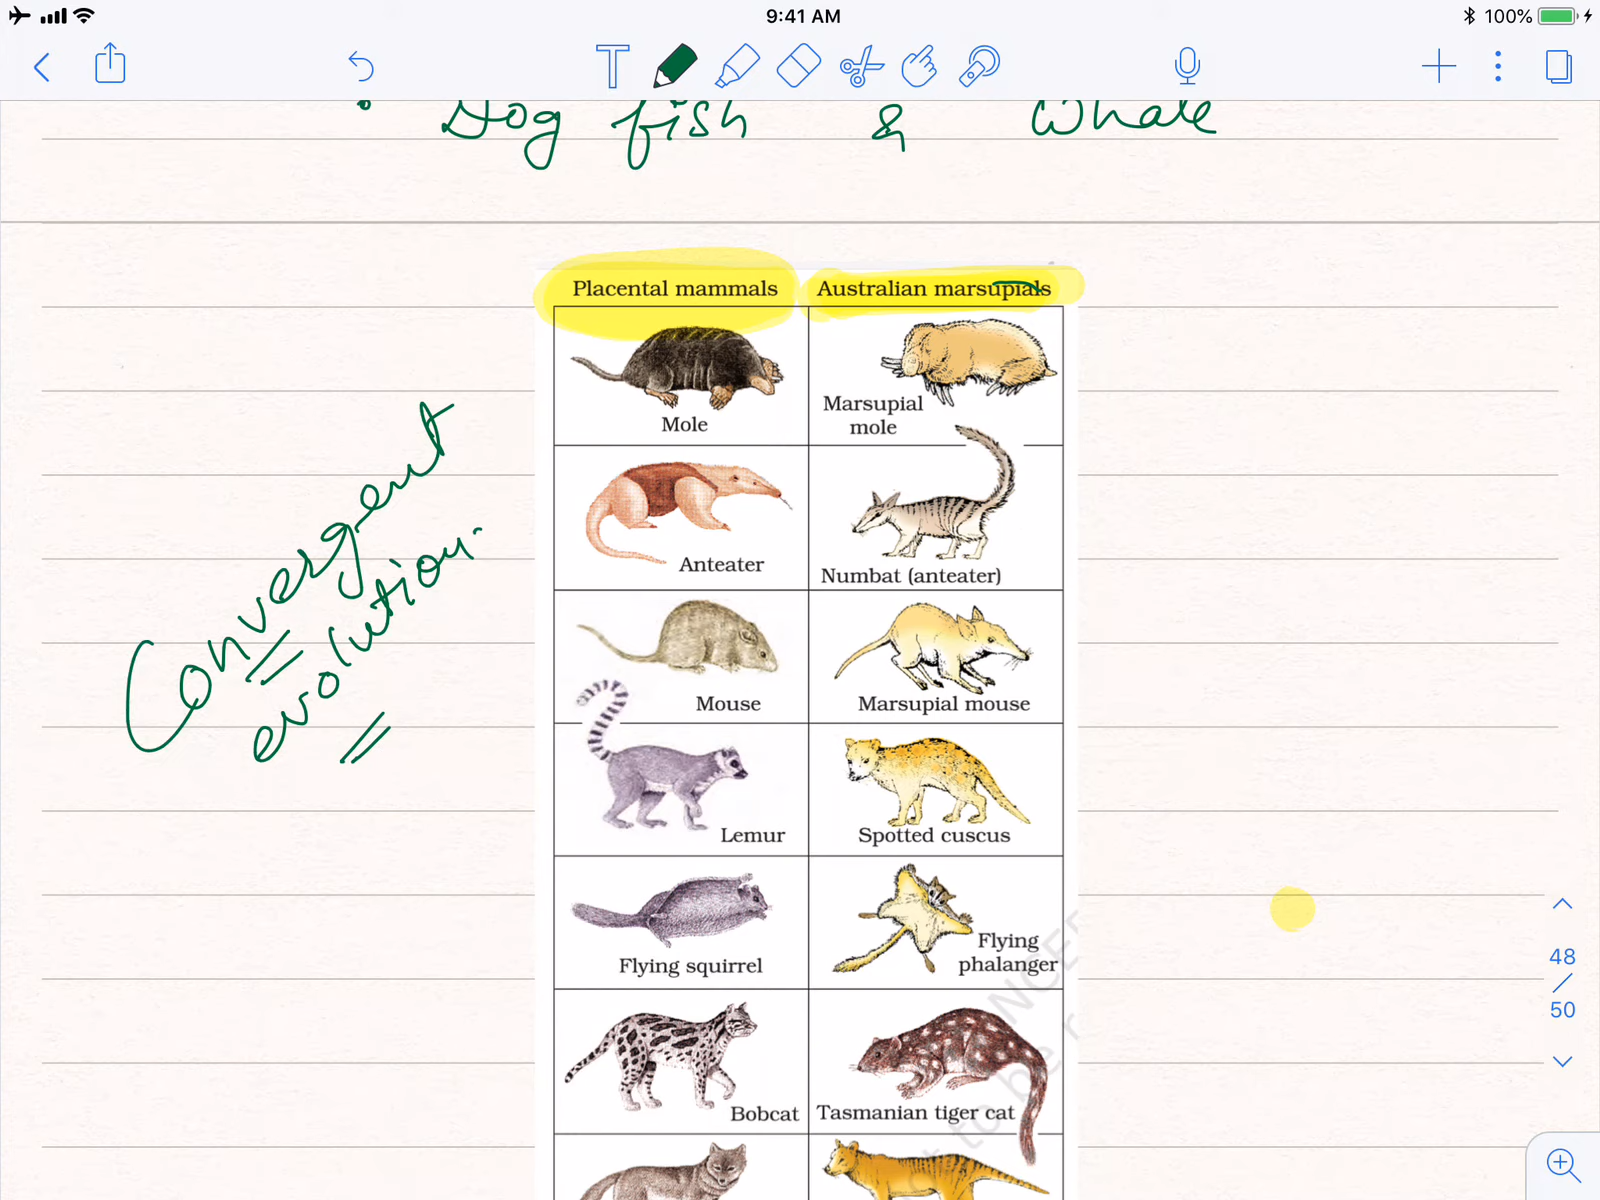 9:41 AM
100%
T
• Dog fish & Whale
Placental mammals Australian marsupials
Mole
Marsupial
mole
Convergent
evolution.
Anteater
Numbat (anteater)
Mouse
Marsupial mouse
Lemur
Spotted cuscus
Flying squirrel
Flying
phalanger
48
/
50
Bobcat
Tasmanian tiger cat